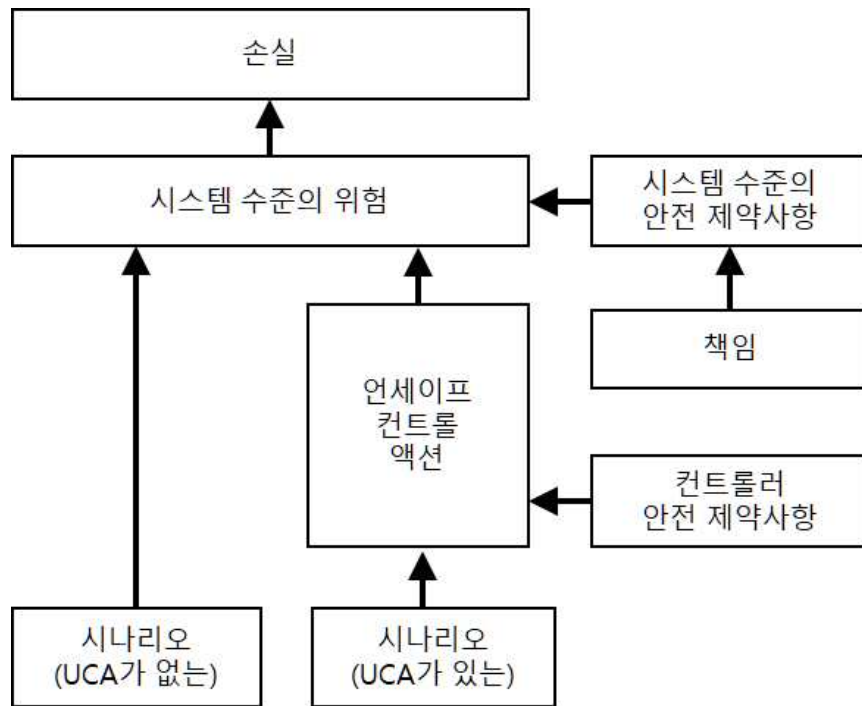 손실
시스템 수준의 위험
시스템 수준의
안전 제약사항
책임
언세이프
컨트롤
액션
컨트롤러
안전 제약사항
시나리오
(UCA가 없는)
시나리오
(UCA가 있는)